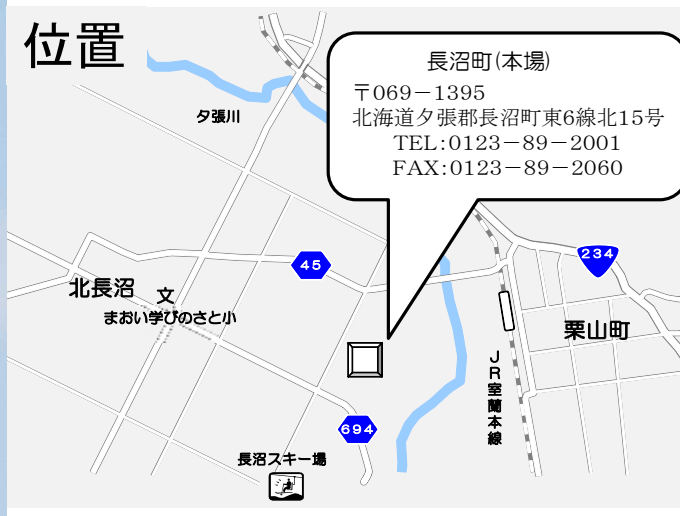 位置
長沼町(本場)
〒069－1395
北海道夕張郡長沼町東6線北15号
TEL:0123－89－2001
FAX:0123－89－2060
夕張川
45
234
北長沼
文
まおい学びのさと小
栗山町
JR室蘭本線
694
長沼スキー場